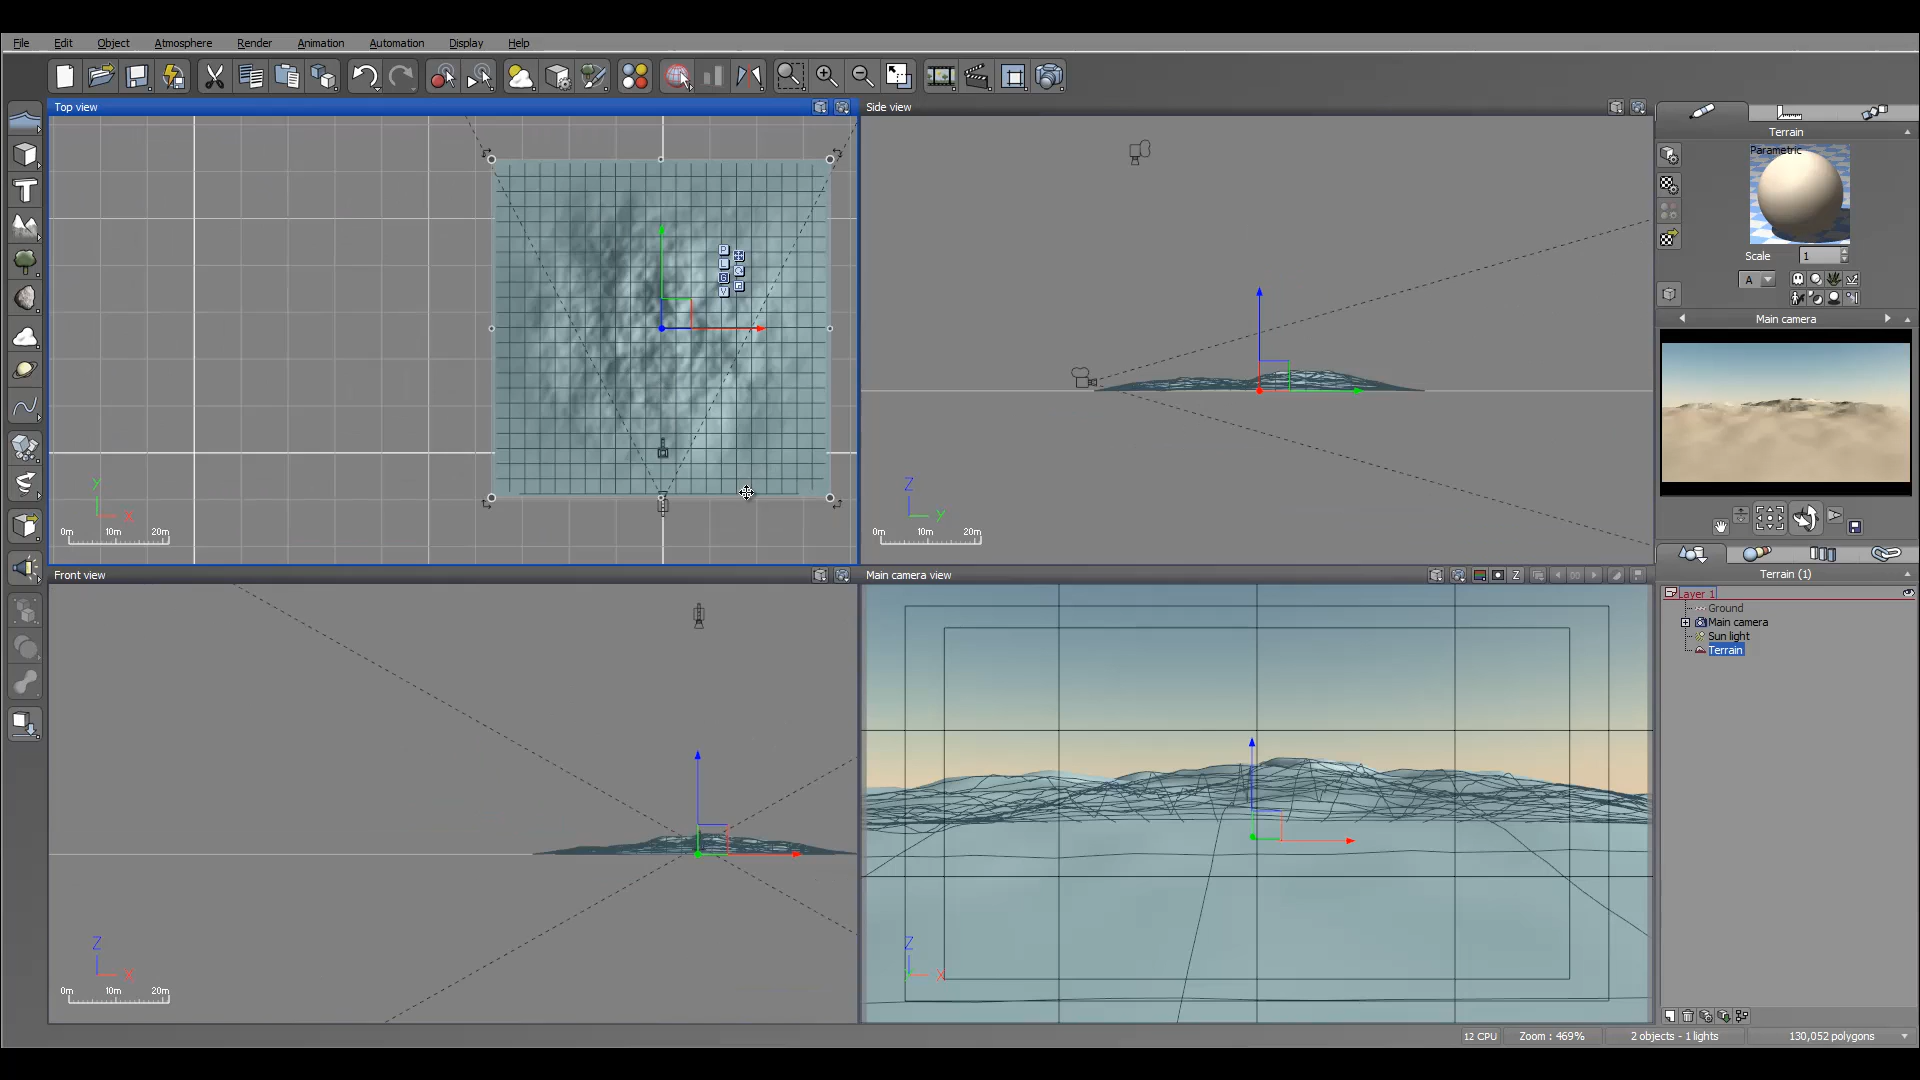 File Edit Object Atmosphere Render Animation Automation Display Help
Top view
Side view
Terrain
Parametric
Scale 1
A
Main camera
P
L
G
V
Y
X
0m 10m 20m
Z
Y
0m 10m 20m
Front view
Main camera view
Z
Terrain (1)
Layer 1
Ground
Main camera
Sun light
Terrain
Z
X
0m 10m 20m
Z
X
12 CPU Zoom : 469% 2 objects - 1 lights 130,052 polygons